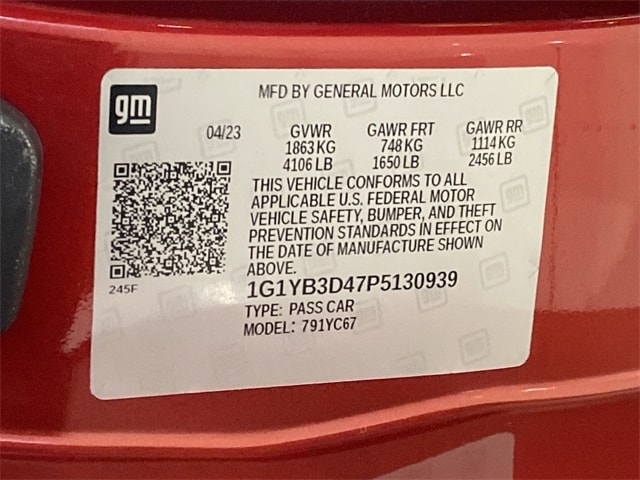 gm
MFD BY GENERAL MOTORS LLC
04/23 GVWR GAWR FRT GAWR RR
1863 KG 748 KG 1114 KG
4106 LB 1650 LB 2456 LB
THIS VEHICLE CONFORMS TO ALL
APPLICABLE U.S. FEDERAL MOTOR
VEHICLE SAFETY, BUMPER, AND THEFT
PREVENTION STANDARDS IN EFFECT ON
THE DATE OF MANUFACTURE SHOWN
ABOVE.
245F
1G1YB3D47P5130939
TYPE: PASS CAR
MODEL: 791YC67